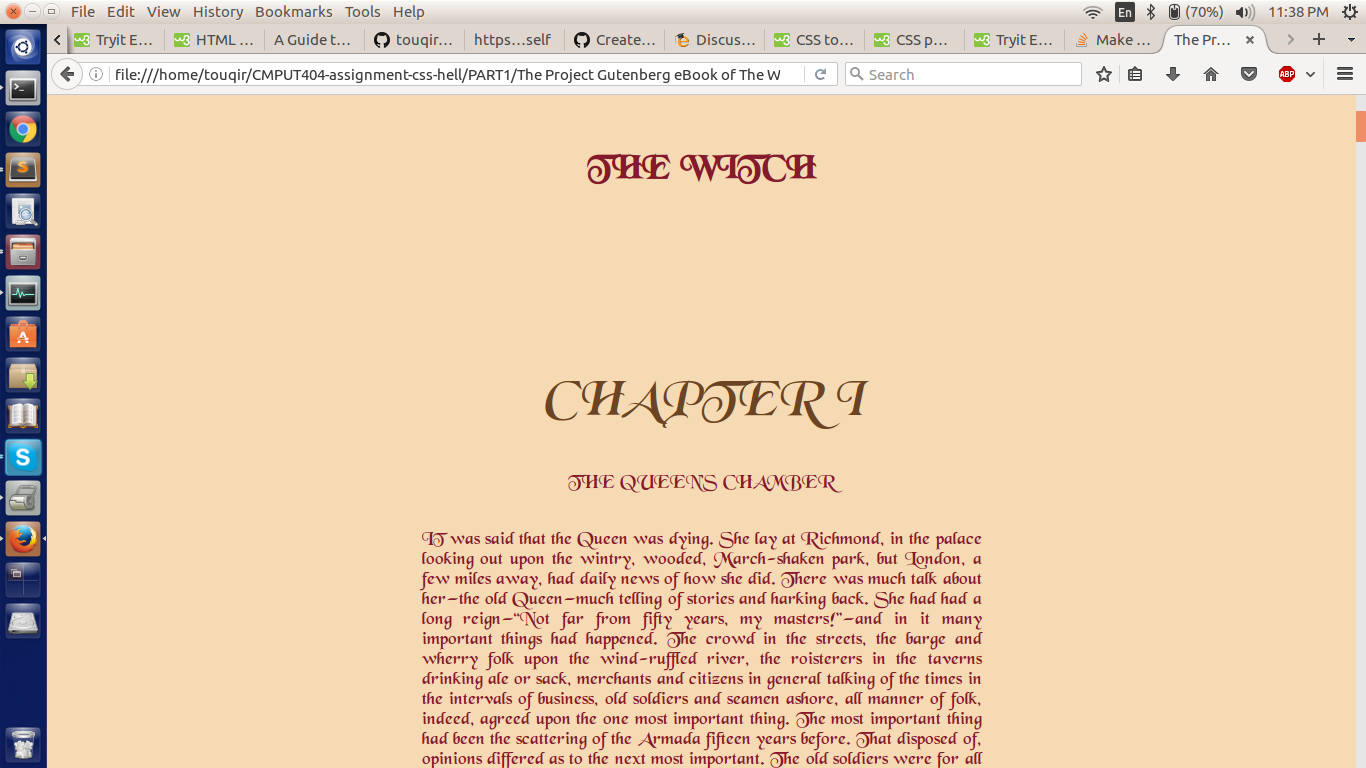 File Edit View History Bookmarks Tools Help En (70%) 11:38 PM
Tryit E... HTML ... A Guide t... touqir... https...self Create... Discus... CSS to... CSS p... Tryit E... Make ... The Pr...
file:///home/touqir/CMPUT404-assignment-css-hell/PART1/The Project Gutenberg eBook of The W Search ABP
THE WITCH
CHAPTER I
THE QUEEN'S CHAMBER
IT was said that the Queen was dying. She lay at Richmond, in the palace
looking out upon the wintry, wooded, March-shaken park, but London, a
few miles away, had daily news of how she did. There was much talk about
her—the old Queen—much telling of stories and harking back. She had had a
long reign—“Not far from fifty years, my masters!”—and in it many
important things had happened. The crowd in the streets, the barge and
wherry folk upon the wind-ruffled river, the roisterers in the taverns
drinking ale or sack, merchants and citizens in general talking of the times in
the intervals of business, old soldiers and seamen ashore, all manner of folk,
indeed, agreed upon the one most important thing. The most important thing
had been the scattering of the Armada fifteen years before. That disposed of,
opinions differed as to the next most important. The old soldiers were for all